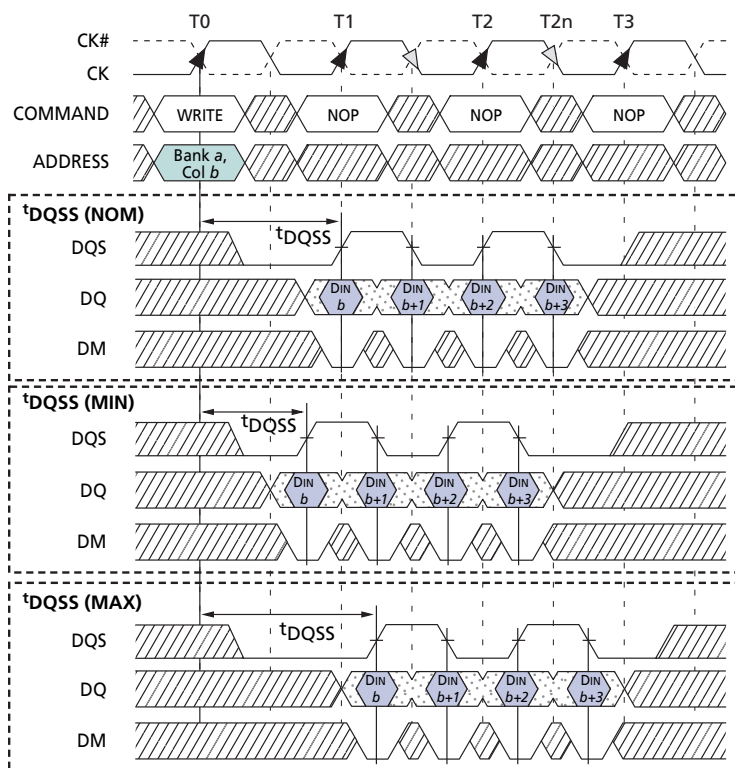 T0 T1 T2 T2n T3
CK#
CK
COMMAND WRITE NOP NOP NOP
ADDRESS Bank a,
Col b
tDQSS (NOM)
tDQSS
DQS
DQ DIN b DIN b+1 DIN b+2 DIN b+3
DM
tDQSS (MIN)
tDQSS
DQS
DQ DIN b DIN b+1 DIN b+2 DIN b+3
DM
tDQSS (MAX)
tDQSS
DQS
DQ DIN b DIN b+1 DIN b+2 DIN b+3
DM